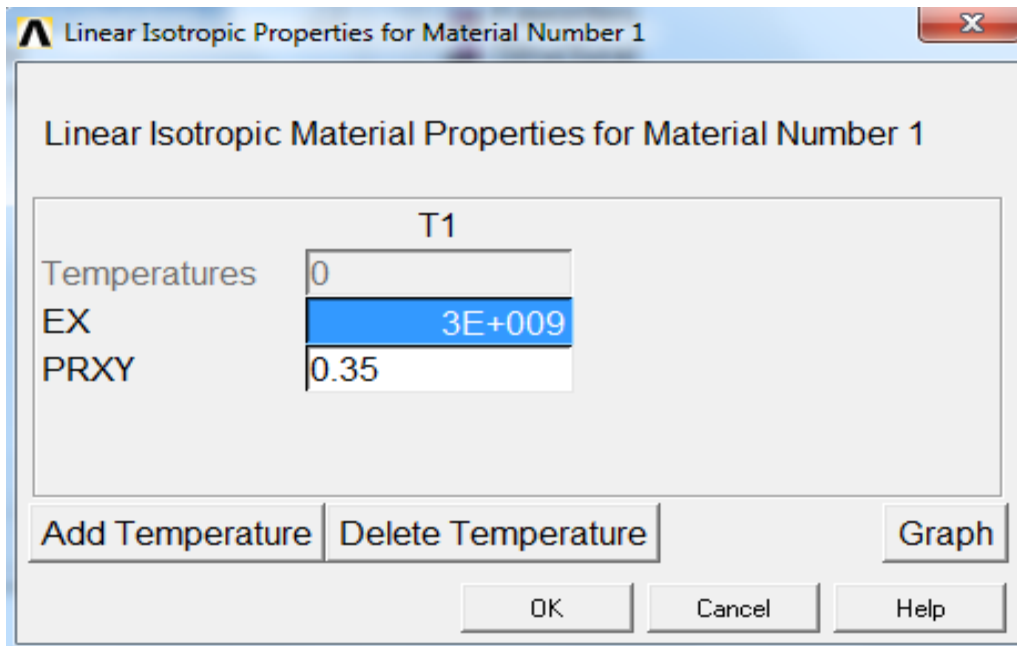 Linear Isotropic Properties for Material Number 1
Linear Isotropic Material Properties for Material Number 1
T1
Temperatures 0
EX 3E+009
PRXY 0.35
Add Temperature Delete Temperature Graph
OK Cancel Help